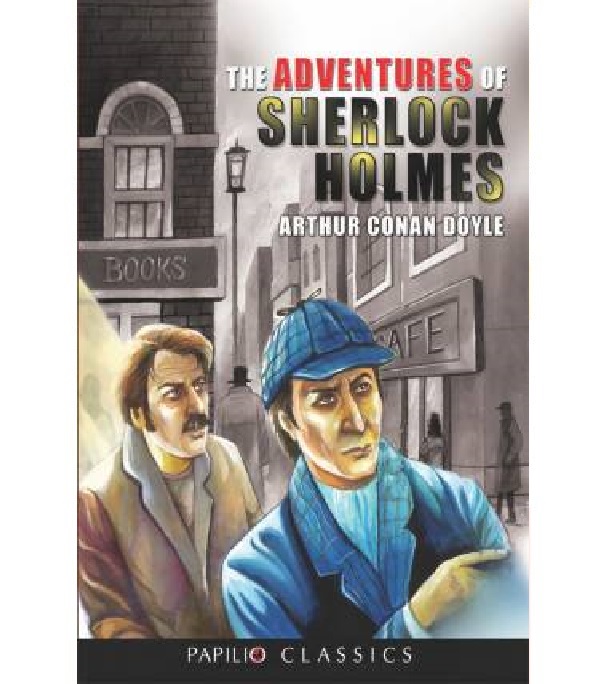 THE ADVENTURES OF
SHERLOCK
HOLMES
ARTHUR CONAN DOYLE
BOOKS
CAFE
PAPILIO CLASSICS